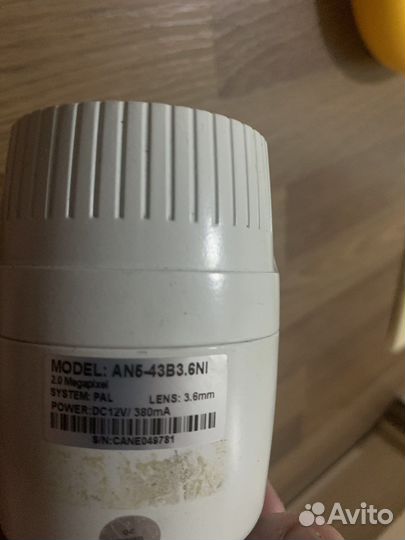 MODEL: AN5-43B3.6NI
2.0 Megapixel
SYSTEM: PAL LENS: 3.6mm
POWER:DC12V/ 380mA
S/N:CANE049781
Avito